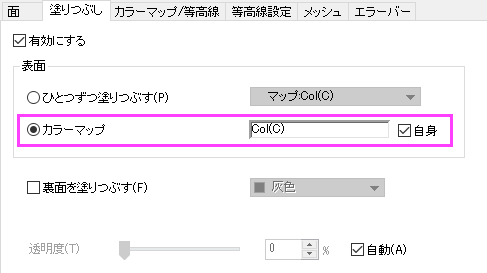 面 塗りつぶし カラーマップ/等高線 等高線設定 メッシュ エラーバー
有効にする
表面
ひとつずつ塗りつぶす(P) マップ:Col(C)
カラーマップ Col(C) 自身
裏面を塗りつぶす(F) 灰色
透明度(T) 0 % 自動(A)